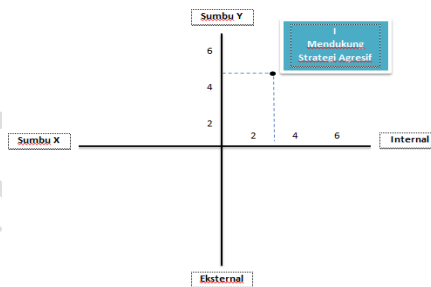 Sumbu Y
I
Mendukung
Strategi Agresif
6
4
2
2 4 6
Sumbu X
Internal
Eksternal